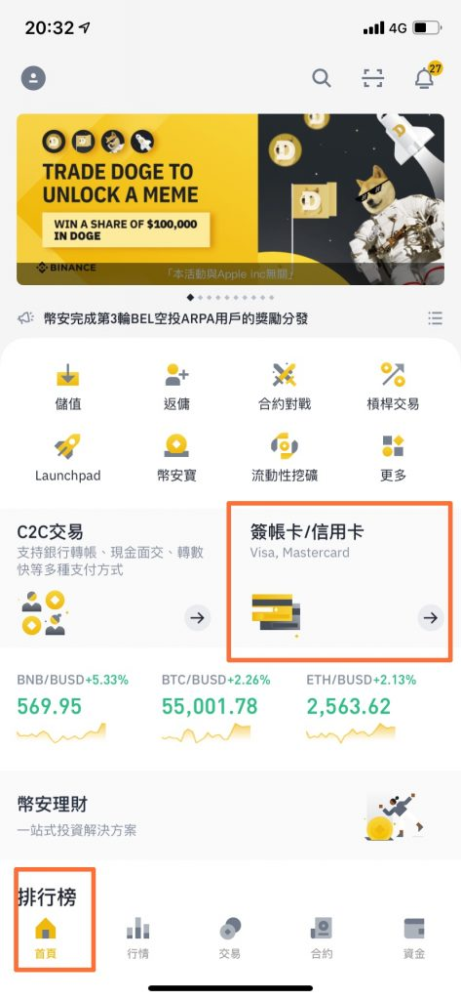 20:32
4G
27
TRADE DOGE TO
UNLOCK A MEME
WIN A SHARE OF $100,000
IN DOGE
BINANCE
「本活動與Apple inc無關」
幣安完成第3輪BEL空投ARPA用戶的獎勵分發
儲值
返傭
合約對戰
槓桿交易
Launchpad
幣安寶
流動性挖礦
更多
C2C交易
支持銀行轉帳、現金面交、轉數
快等多種支付方式
簽帳卡/信用卡
Visa, Mastercard
BNB/BUSD+5.33%
569.95
BTC/BUSD+2.26%
55,001.78
ETH/BUSD+2.13%
2,563.62
幣安理財
一站式投資解決方案
排行榜
首頁
行情
交易
合約
資金